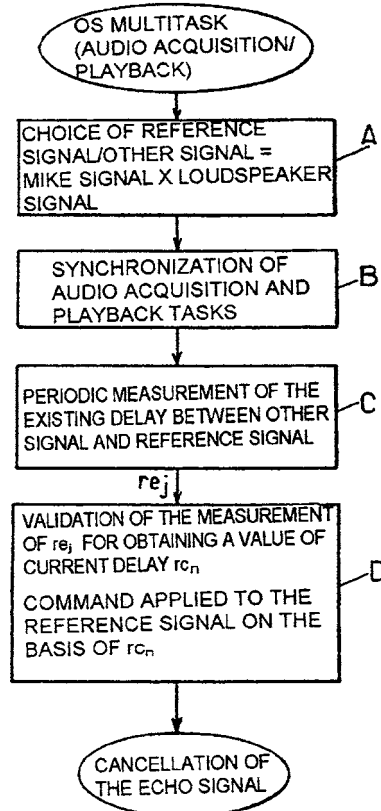 OS MULTITASK
(AUDIO ACQUISITION/
PLAYBACK)
CHOICE OF REFERENCE
SIGNAL/OTHER SIGNAL =
MIKE SIGNAL X LOUDSPEAKER
SIGNAL
A
SYNCHRONIZATION OF
AUDIO ACQUISITION AND
PLAYBACK TASKS
B
PERIODIC MEASUREMENT OF THE
EXISTING DELAY BETWEEN OTHER
SIGNAL AND REFERENCE SIGNAL
C
rej
VALIDATION OF THE MEASUREMENT
OF rej FOR OBTAINING A VALUE OF
CURRENT DELAY rcn
COMMAND APPLIED TO THE
REFERENCE SIGNAL ON THE
BASIS OF rcn
D
CANCELLATION OF
THE ECHO SIGNAL